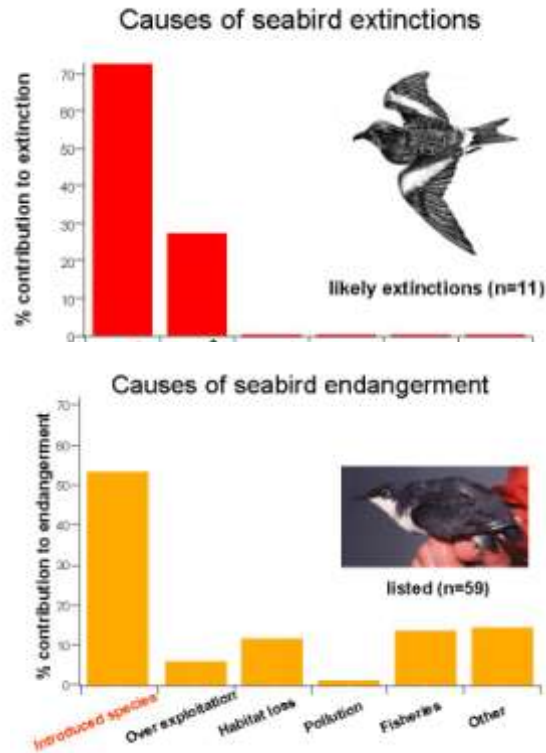 Causes of seabird extinctions
% contribution to extinction
70
60
50
40
30
20
10
0
likely extinctions (n=11)
Causes of seabird endangerment
% contribution to endangerment
70
60
50
40
30
20
10
0
listed (n=59)
Introduced species
Over exploitation
Habitat loss
Pollution
Fisheries
Other